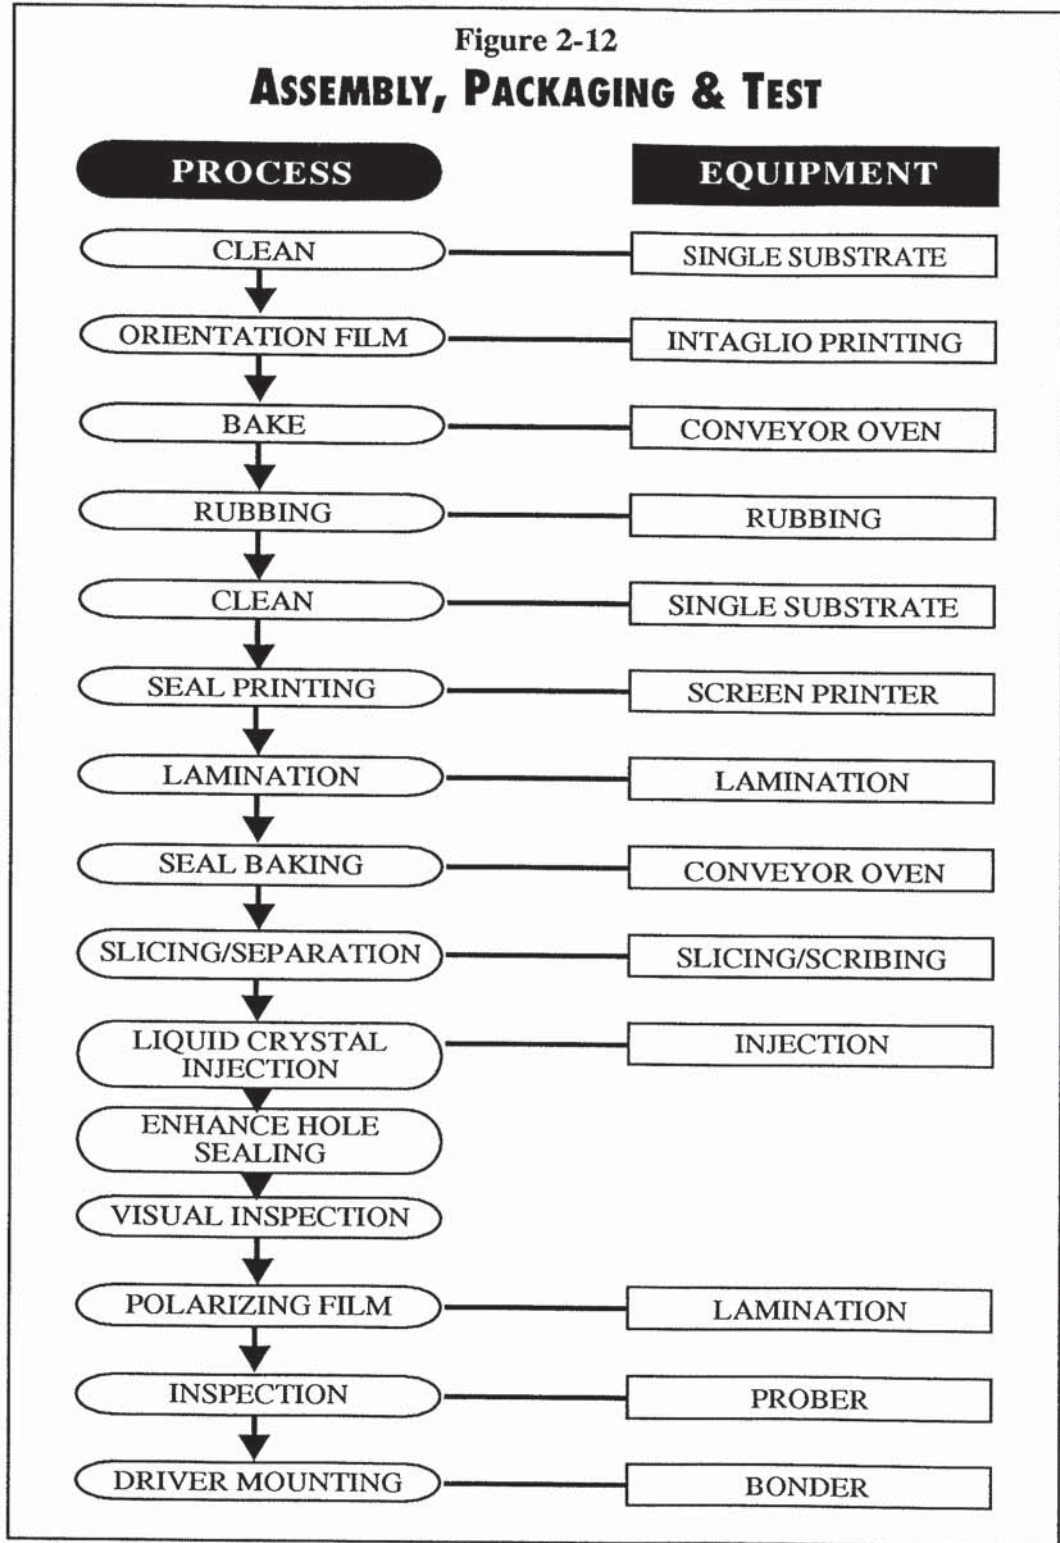 Figure 2-12
ASSEMBLY, PACKAGING & TEST
PROCESS
EQUIPMENT
CLEAN
SINGLE SUBSTRATE
ORIENTATION FILM
INTAGLIO PRINTING
BAKE
CONVEYOR OVEN
RUBBING
RUBBING
CLEAN
SINGLE SUBSTRATE
SEAL PRINTING
SCREEN PRINTER
LAMINATION
LAMINATION
SEAL BAKING
CONVEYOR OVEN
SLICING/SEPARATION
SLICING/SCRIBING
LIQUID CRYSTAL
INJECTION
INJECTION
ENHANCE HOLE
SEALING
VISUAL INSPECTION
POLARIZING FILM
LAMINATION
INSPECTION
PROBER
DRIVER MOUNTING
BONDER